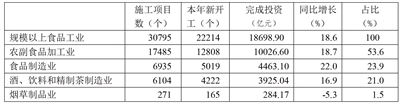 施工项目数（个） 本年新开工（个） 完成投资（亿元） 同比增长（%） 占比（%）
规模以上食品工业 30795 22214 18698.90 18.6 100
农副食品加工业 17485 12808 10026.60 18.7 53.6
食品制造业 6935 5019 4463.10 22.0 23.9
酒、饮料和精制茶制造业 6104 4222 3925.04 16.9 21.0
烟草制品业 271 165 284.17 -5.3 1.5